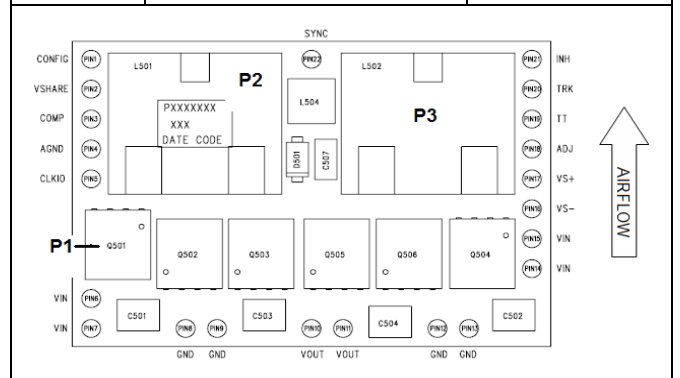 SYNC
CONFIG PIN1 L501 P2 PIN22 L502 PIN21 INH
VSHARE PIN2 L504 P3 PIN20 TRK
PXXXXXXX
COMP PIN3 XXX PIN19 TT
DATE CODE
AGND PIN4 D501 C507 PIN18 ADJ
CLKIO PIN5 PIN17 VS+
PIN16 VS-
AIRFLOW
P1 Q501 Q502 Q503 Q505 Q506 Q504 PIN15 VIN
PIN14 VIN
VIN PIN6
VIN PIN7 C501 PIN8 PIN9 C503 PIN10 PIN11 C504 PIN12 PIN13 C502
GND GND VOUT VOUT GND GND